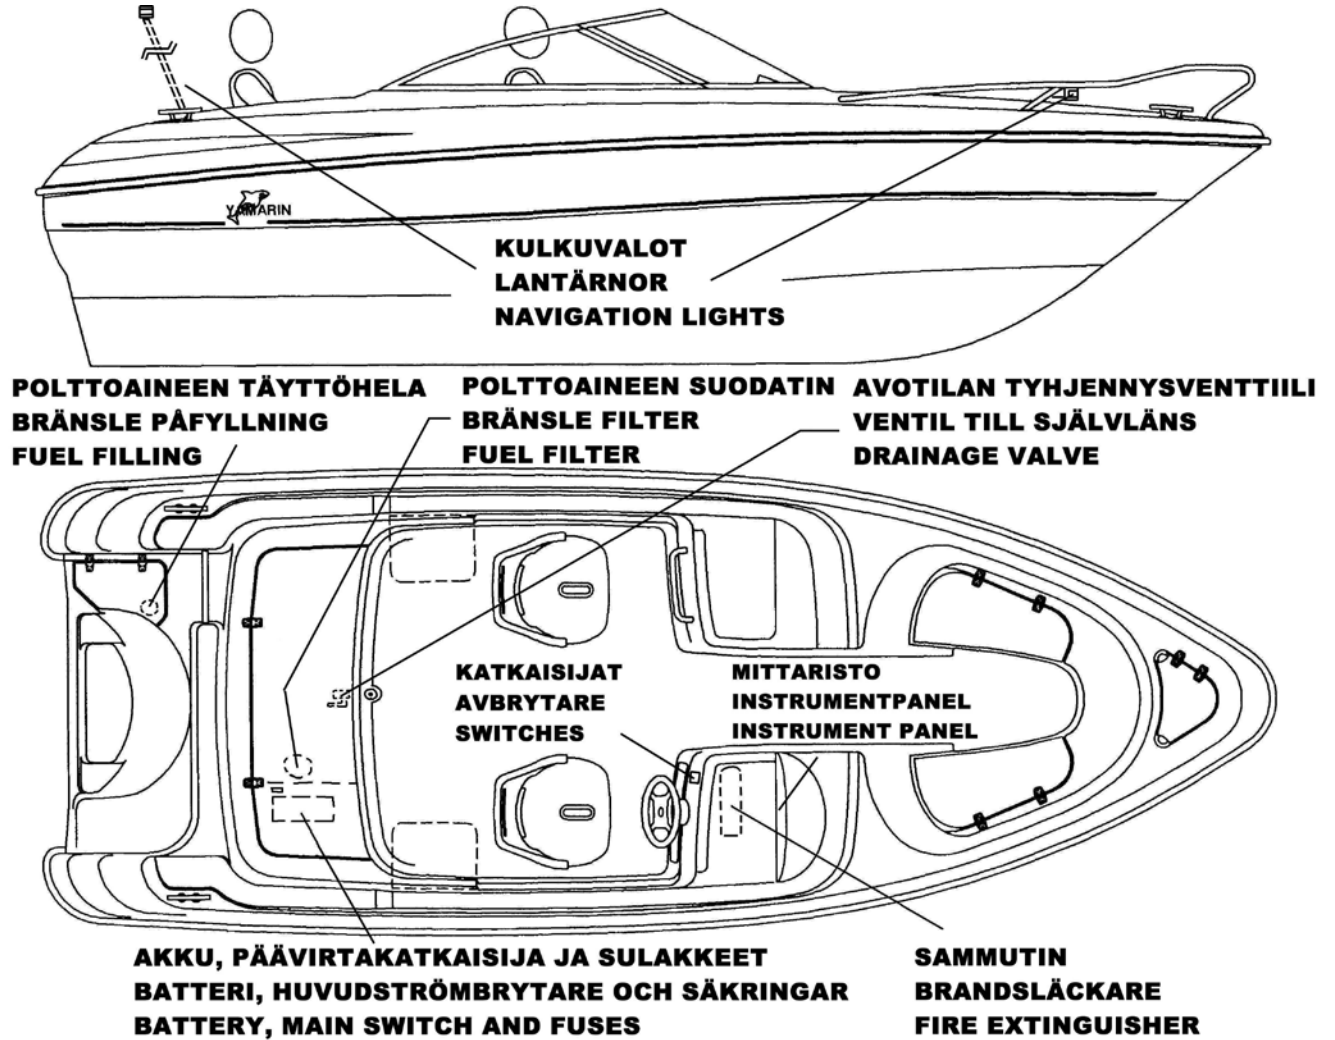 YAMARIN
KULKUVALOT
LANTÄRNOR
NAVIGATION LIGHTS
POLTTOAINEEN TÄYTTÖHELA
BRÄNSLE PÅFYLLNING
FUEL FILLING
POLTTOAINEEN SUODATIN
BRÄNSLE FILTER
FUEL FILTER
AVOTILAN TYHJENNYSVENTTIILI
VENTIL TILL SJÄLVLÄNS
DRAINAGE VALVE
KATKAISIJAT
AVBRYTARE
SWITCHES
MITTARISTO
INSTRUMENTPANEL
INSTRUMENT PANEL
AKKU, PÄÄVIRTAKATKAISIJA JA SULAKKEET
BATTERI, HUVUDSTRÖMBRYTARE OCH SÄKRINGAR
BATTERY, MAIN SWITCH AND FUSES
SAMMUTIN
BRANDSLÄCKARE
FIRE EXTINGUISHER